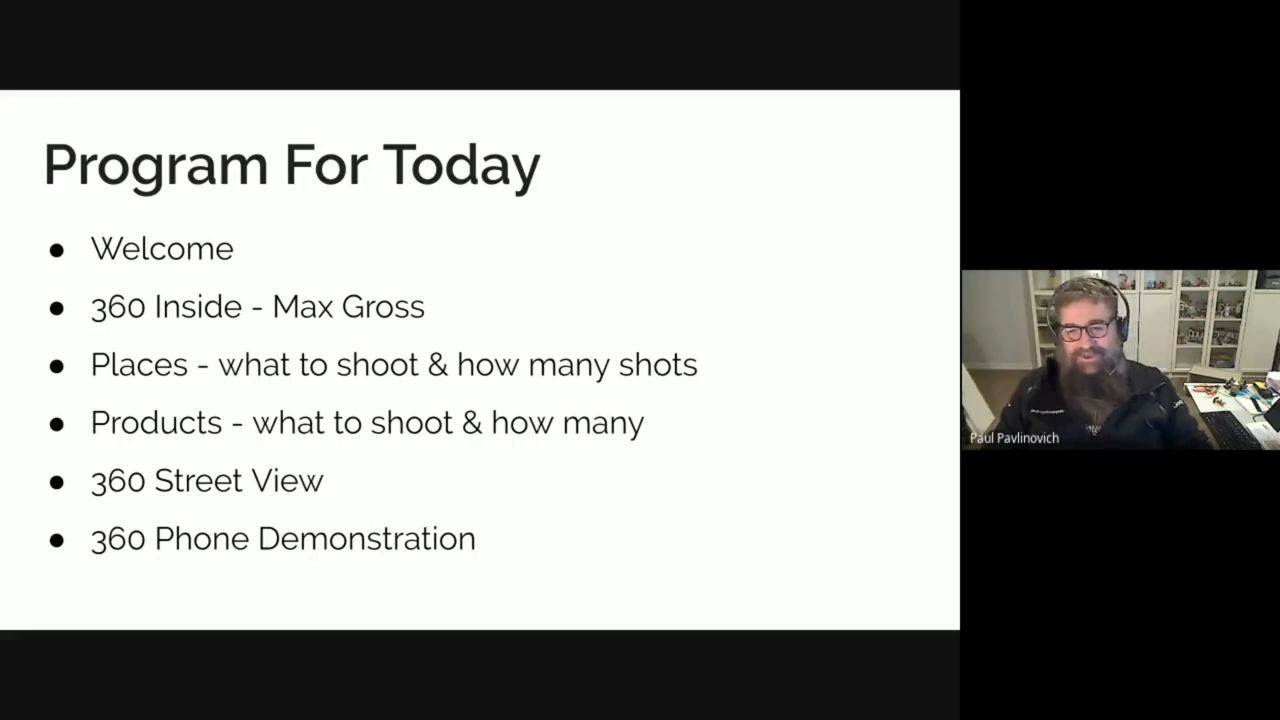 Program For Today
● Welcome
● 360 Inside - Max Gross
● Places - what to shoot & how many shots
● Products - what to shoot & how many
● 360 Street View
● 360 Phone Demonstration
Paul Pavlinovich